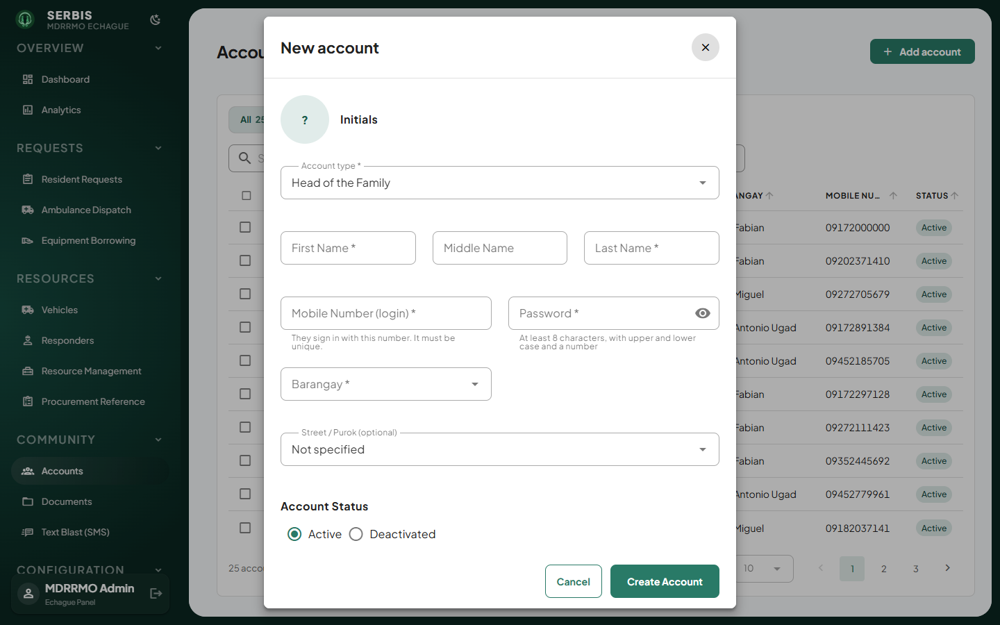 SERBIS
MDRRMO ECHAGUE
OVERVIEW
Dashboard
Analytics
REQUESTS
Resident Requests
Ambulance Dispatch
Equipment Borrowing
RESOURCES
Vehicles
Responders
Resource Management
Procurement Reference
COMMUNITY
Accounts
Documents
Text Blast (SMS)
CONFIGURATION
MDRRMO Admin
Echague Panel
Add account
All
MOBILE NU...
STATUS
Fabian 09172000000 Active
Fabian 09202371410 Active
Miguel 09272705679 Active
Antonio Ugad 09172891384 Active
Antonio Ugad 09452185705 Active
Fabian 09172297128 Active
Fabian 09272111423 Active
Fabian 09352445692 Active
Antonio Ugad 09452779961 Active
Miguel 09182037141 Active
25
10
1 2 3
New account
?
Initials
Account type *
Head of the Family
First Name *
Middle Name
Last Name *
Mobile Number (login) *
They sign in with this number. It must be
unique.
Password *
At least 8 characters, with upper and lower
case and a number
Barangay *
Street / Purok (optional)
Not specified
Account Status
Active
Deactivated
Cancel
Create Account